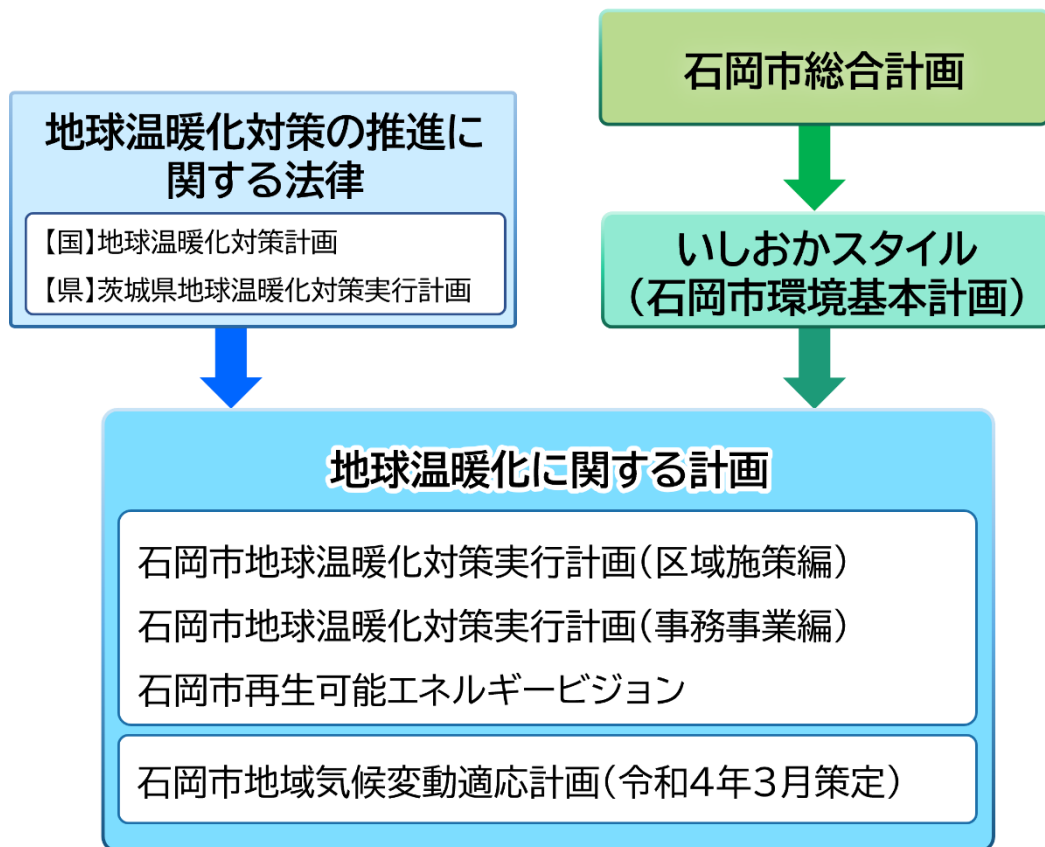 石岡市総合計画
地球温暖化対策の推進に
関する法律
【国】地球温暖化対策計画
【県】茨城県地球温暖化対策実行計画
いしおかスタイル
（石岡市環境基本計画）
地球温暖化に関する計画
石岡市地球温暖化対策実行計画（区域施策編）
石岡市地球温暖化対策実行計画（事務事業編）
石岡市再生可能エネルギービジョン
石岡市地域気候変動適応計画（令和４年３月策定）